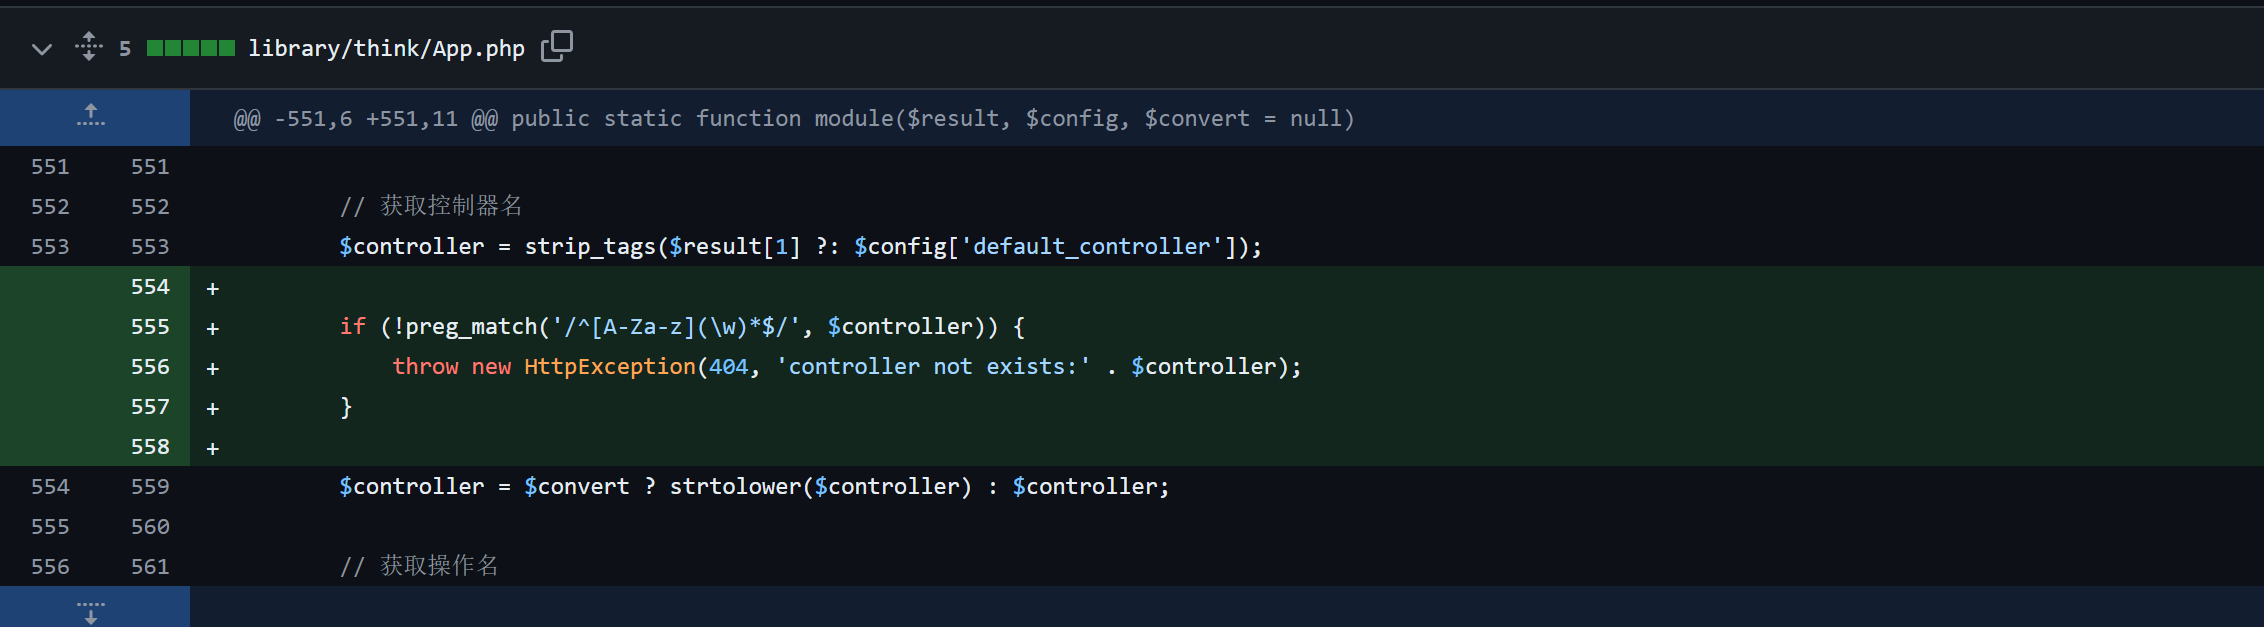 5 library/think/App.php
@@ -551,6 +551,11 @@ public static function module($result, $config, $convert = null)
551 551
552 552 // 获取控制器名
553 553 $controller = strip_tags($result[1] ?: $config['default_controller']);
554 +
555 + if (!preg_match('/^[A-Za-z](\w)*$/', $controller)) {
556 + throw new HttpException(404, 'controller not exists:' . $controller);
557 + }
558 +
554 559 $controller = $convert ? strtolower($controller) : $controller;
555 560
556 561 // 获取操作名